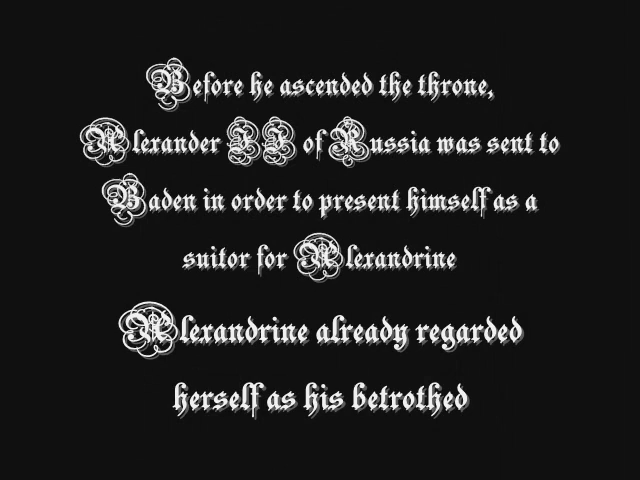 Before he ascended the throne,
Alexander II of Russia was sent to
Baden in order to present himself as a
suitor for Alexandrine
Alexandrine already regarded
herself as his betrothed